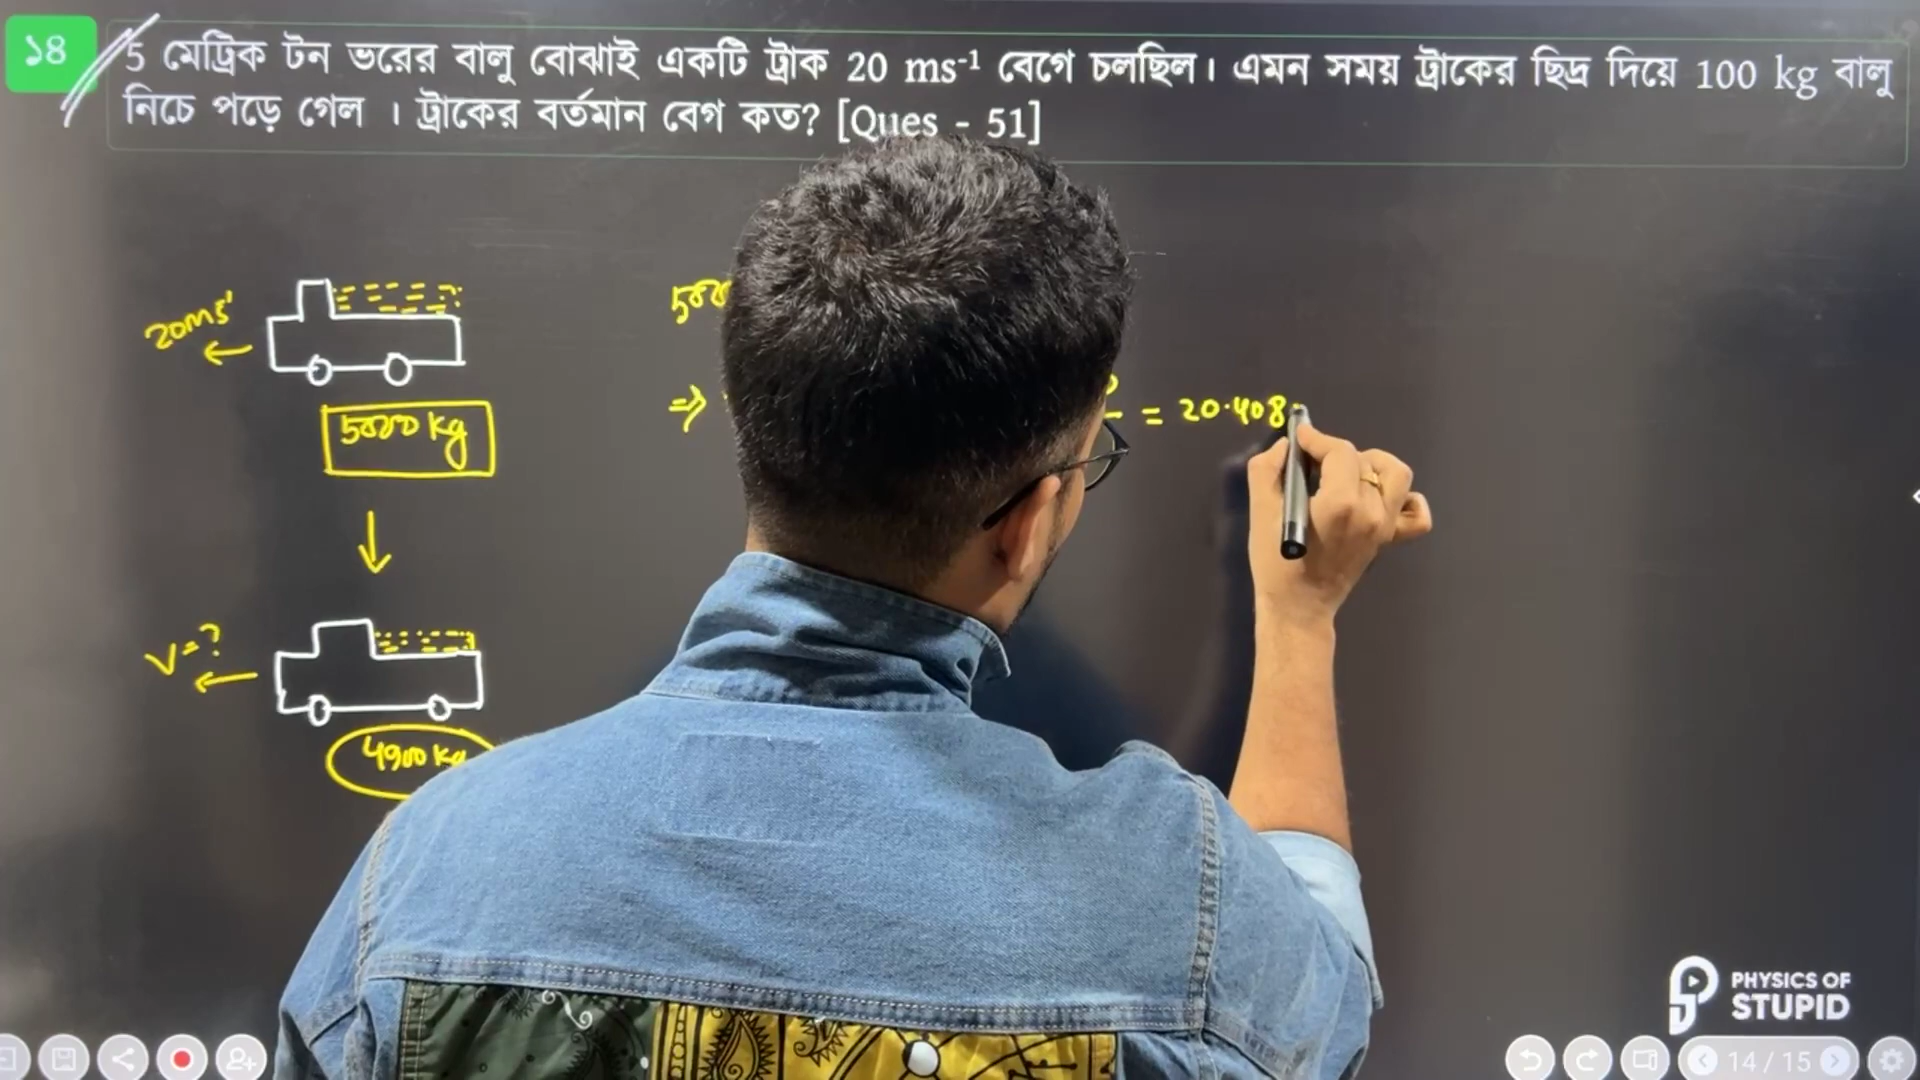 ১৪
5 মেট্রিক টন ভরের বালু বোঝাই একটি ট্রাক 20 ms⁻¹ বেগে চলছিল। এমন সময় ট্রাকের ছিদ্র দিয়ে 100 kg বালু
নিচে পড়ে গেল । ট্রাকের বর্তমান বেগ কত? [Ques - 51]
20ms⁻¹
5000 kg
⇒ = 20.408
V=?
4900 kg
PHYSICS OF
STUPID
14 / 15